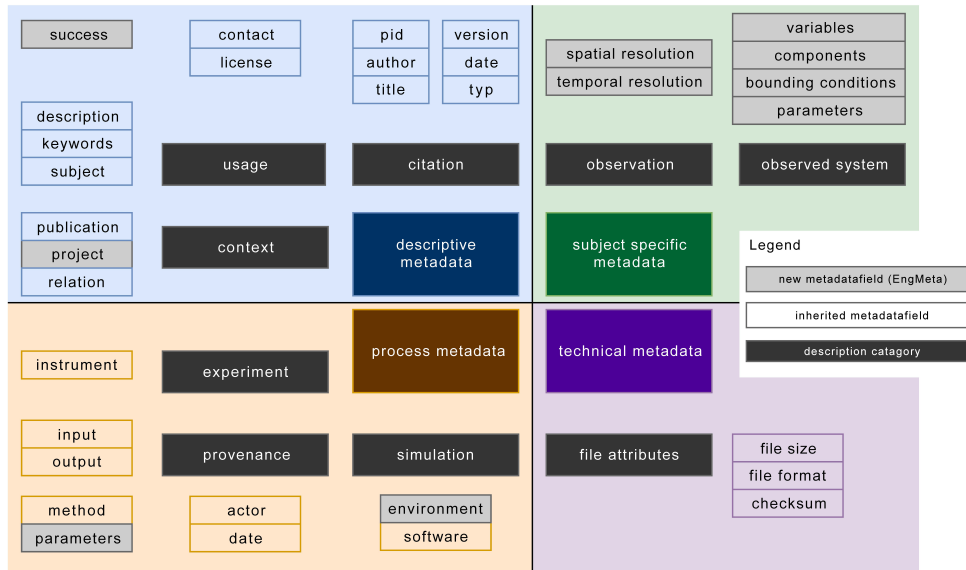 success
contact
license
pid
author
title
version
date
typ
description
keywords
subject
usage
citation
publication
project
relation
context
descriptive
metadata
spatial resolution
temporal resolution
variables
components
bounding conditions
parameters
observation
observed system
subject specific
metadata
Legend
new metadatafield (EngMeta)
inherited metadatafield
description catagory
instrument
experiment
process metadata
input
output
provenance
simulation
method
parameters
actor
date
environment
software
technical metadata
file attributes
file size
file format
checksum